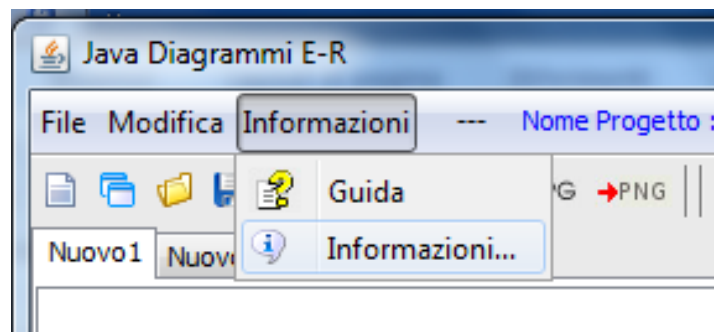 Java Diagrammi E-R
File Modifica Informazioni --- Nome Progetto :
Guida
PNG
Nuovo1
Informazioni...